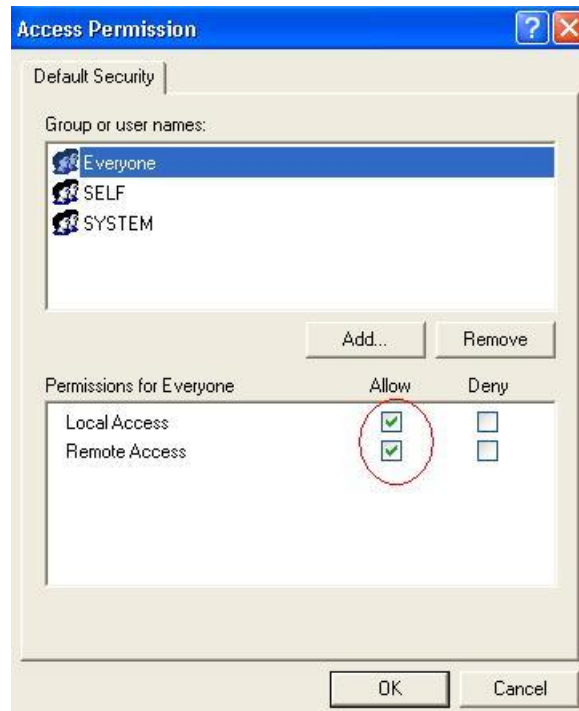 Access Permission
Default Security
Group or user names:
Everyone
SELF
SYSTEM
Add... Remove
Permissions for Everyone Allow Deny
Local Access
Remote Access
OK Cancel